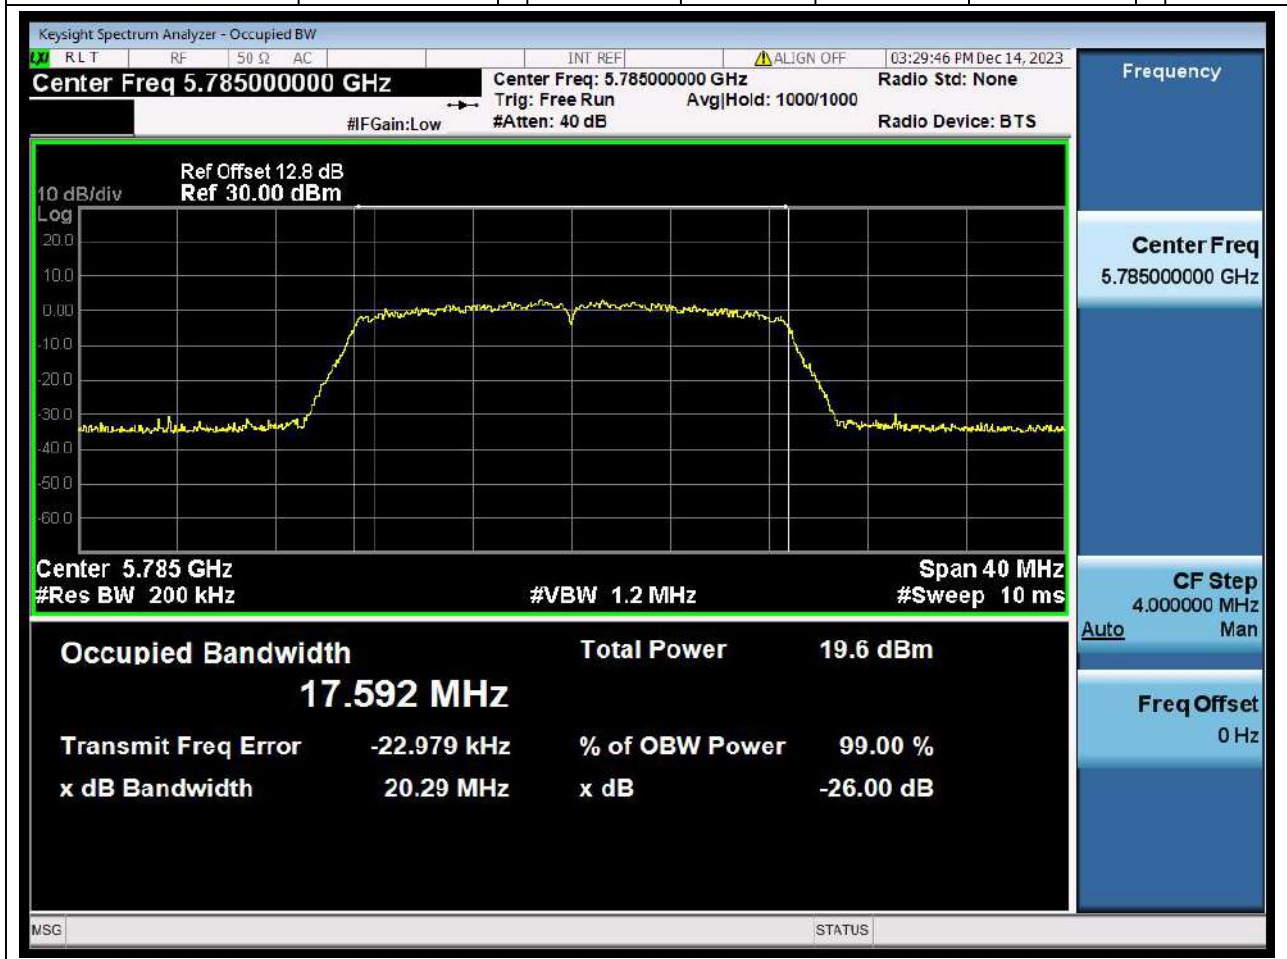 Keysight Spectrum Analyzer - Occupied BW
LXI RLT RF 50 Ω AC INT REF ALIGN OFF 03:29:46 PM Dec 14, 2023
Center Freq 5.785000000 GHz
Center Freq: 5.785000000 GHz
Radio Std: None
Trig: Free Run
Avg|Hold: 1000/1000
#IFGain:Low
#Atten: 40 dB
Radio Device: BTS
Ref Offset 12.8 dB
10 dB/div
Ref 30.00 dBm
Log
20.0
10.0
0.00
-10.0
-20.0
-30.0
-40.0
-50.0
-60.0
Center 5.785 GHz
Span 40 MHz
#Res BW 200 kHz
#VBW 1.2 MHz
#Sweep 10 ms
Occupied Bandwidth
Total Power 19.6 dBm
17.592 MHz
Transmit Freq Error -22.979 kHz
% of OBW Power 99.00 %
x dB Bandwidth 20.29 MHz
x dB -26.00 dB
MSG
STATUS
Frequency
Center Freq
5.785000000 GHz
CF Step
4.000000 MHz
Auto Man
Freq Offset
0 Hz